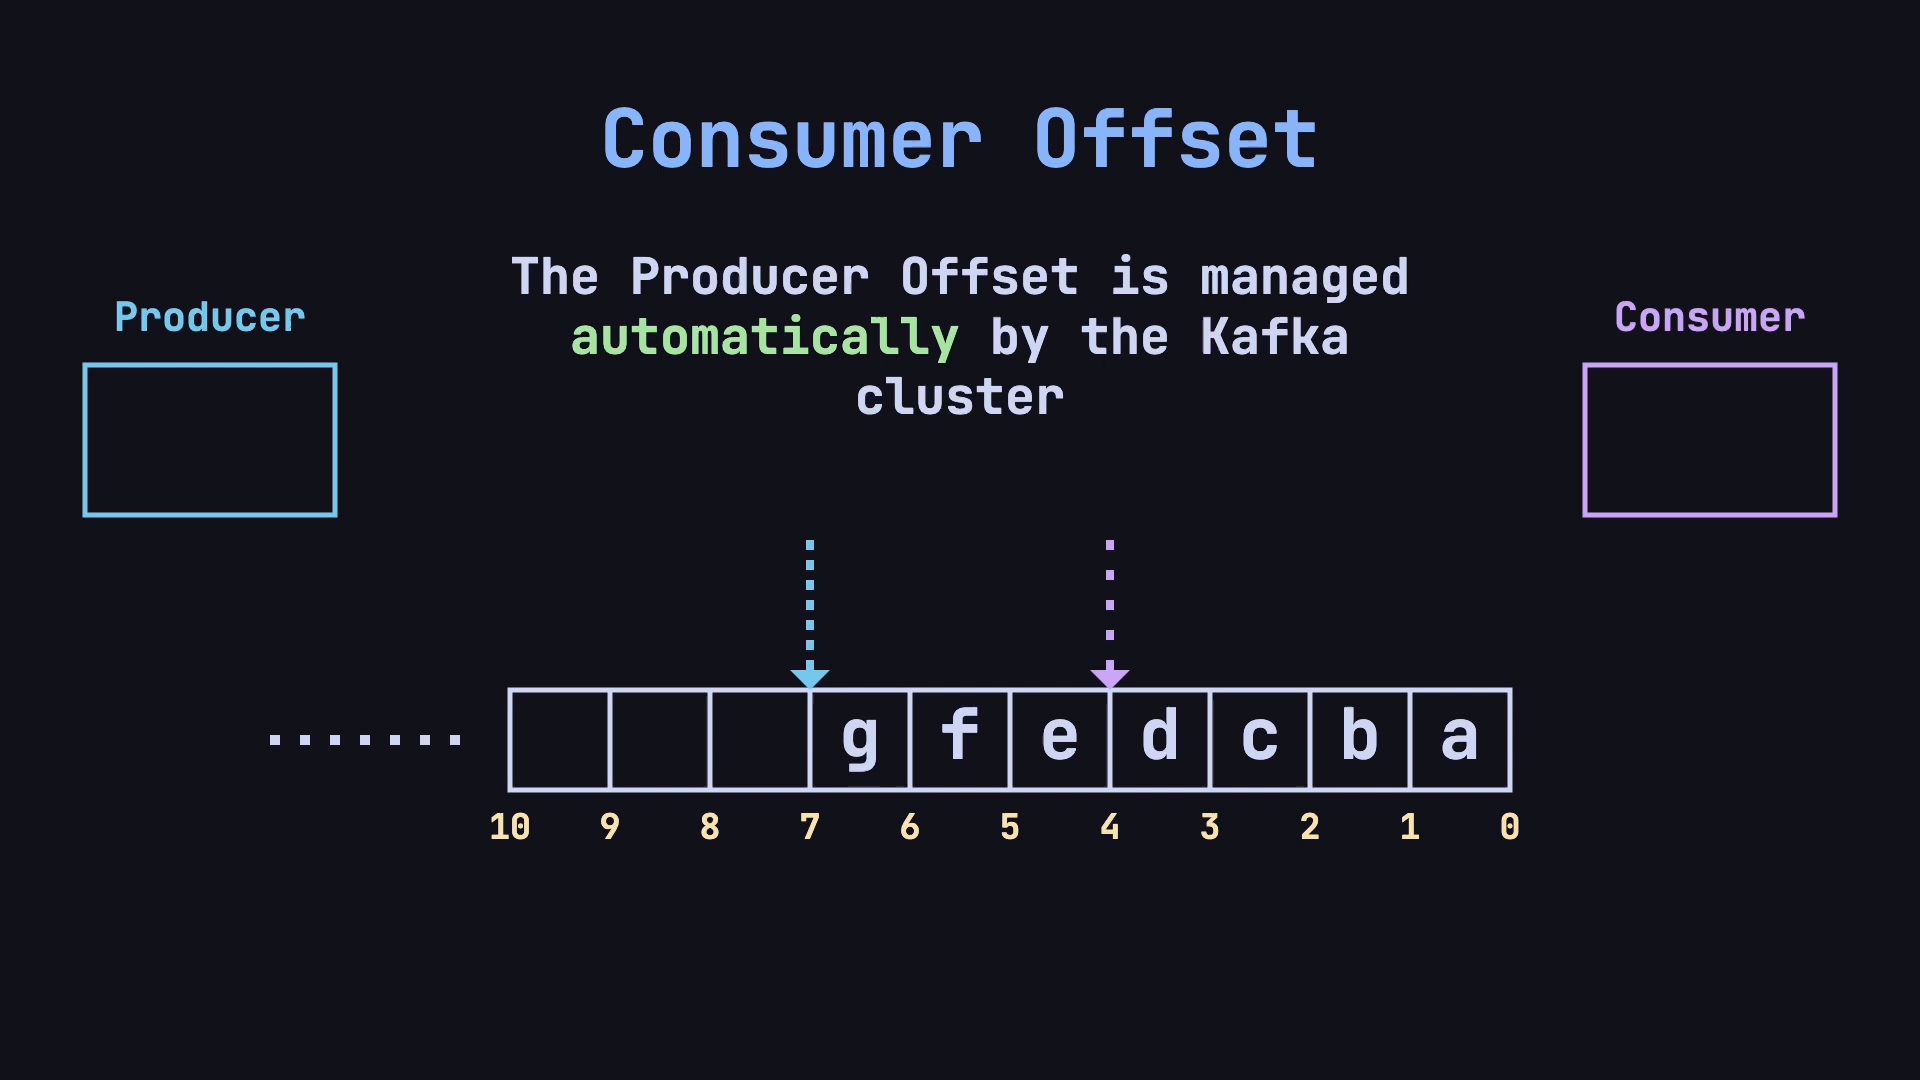 Consumer Offset
The Producer Offset is managed
automatically by the Kafka
cluster
Producer
Consumer
g f e d c b a
10 9 8 7 6 5 4 3 2 1 0